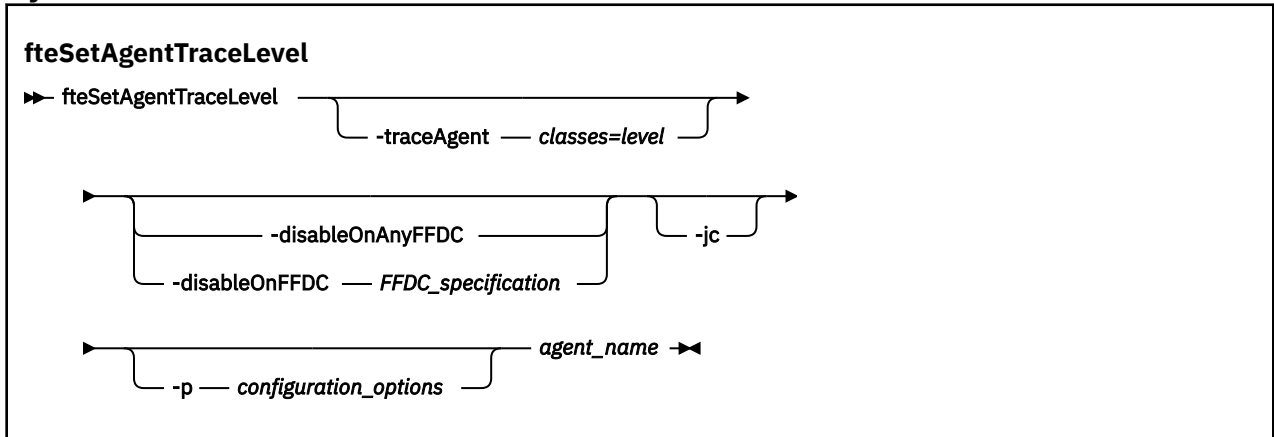 fteSetAgentTraceLevel
fteSetAgentTraceLevel
-traceAgent classes=level
-disableOnAnyFFDC
-jc
-disableOnFFDC FFDC_specification
agent_name
-p configuration_options